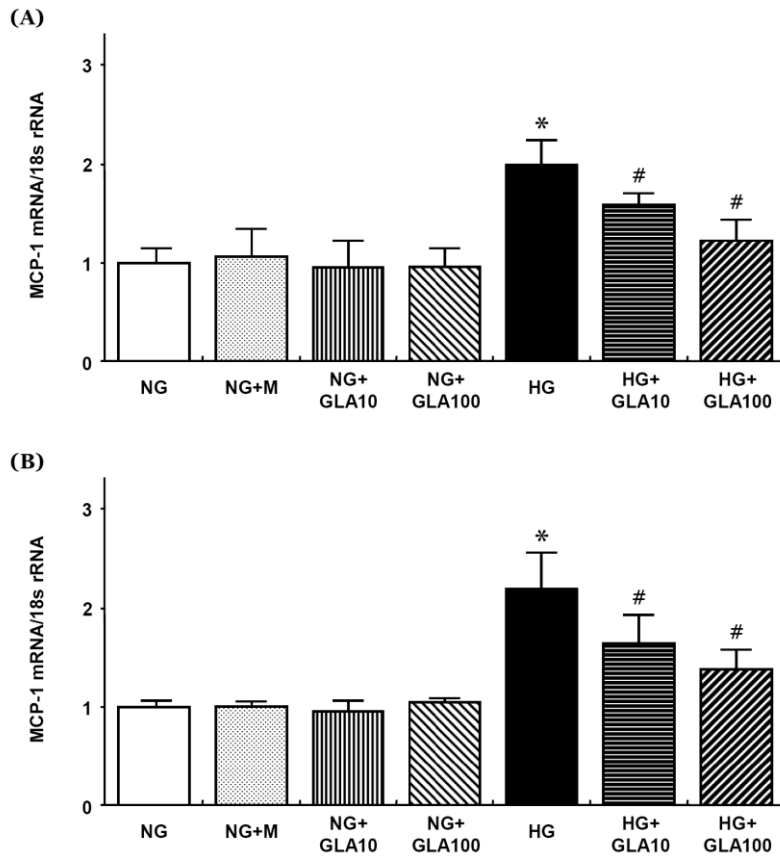 (A)
MCP-1 mRNA/18s rRNA
3
2
1
0
*
#
#
NG
NG+M
NG+
GLA10
NG+
GLA100
HG
HG+
GLA10
HG+
GLA100
(B)
MCP-1 mRNA/18s rRNA
3
2
1
0
*
#
#
NG
NG+M
NG+
GLA10
NG+
GLA100
HG
HG+
GLA10
HG+
GLA100